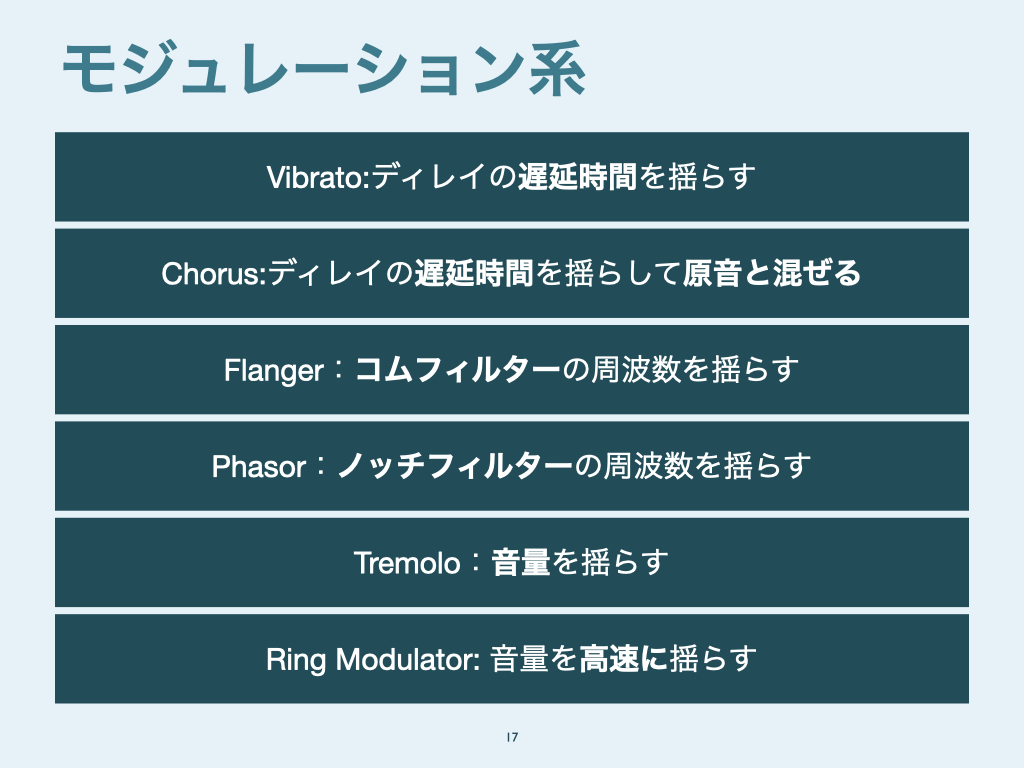 モジュレーション系
Vibrato:ディレイの遅延時間を揺らす
Chorus:ディレイの遅延時間を揺らして原音と混ぜる
Flanger：コムフィルターの周波数を揺らす
Phasor：ノッチフィルターの周波数を揺らす
Tremolo：音量を揺らす
Ring Modulator: 音量を高速に揺らす
17